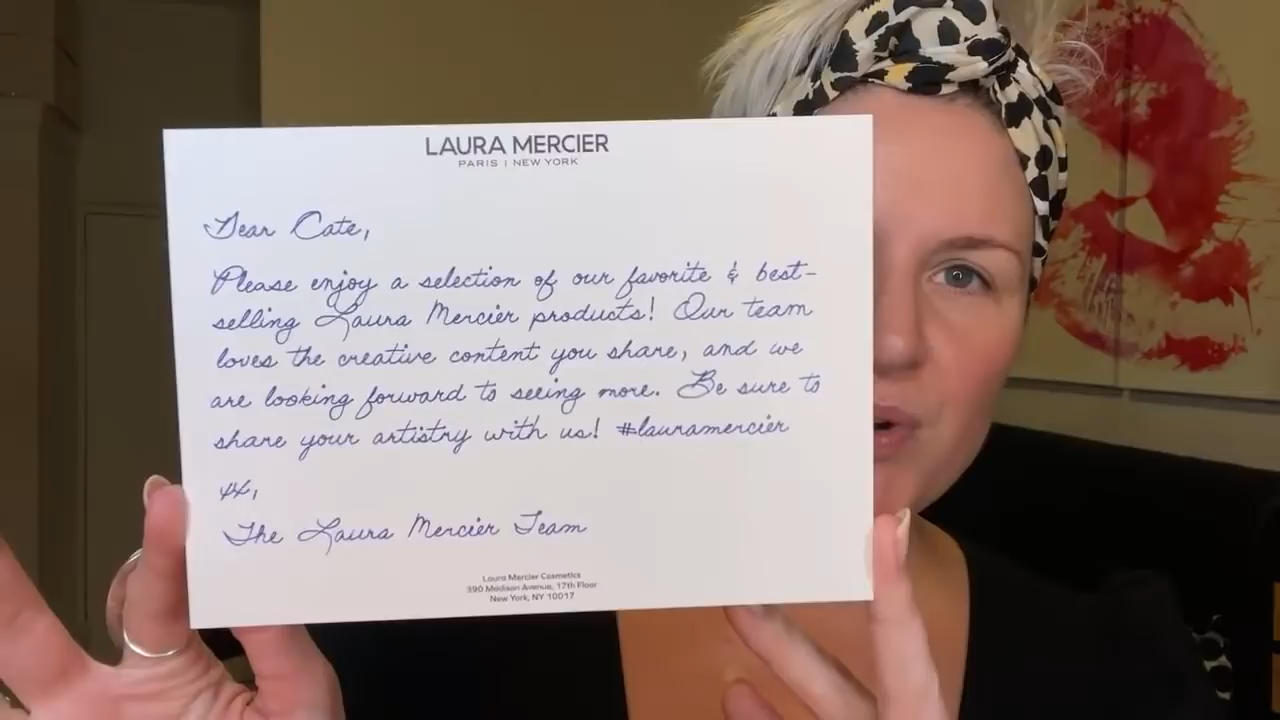 LAURA MERCIER
PARIS | NEW YORK
Dear Cate,
Please enjoy a selection of our favorite & best-
selling Laura Mercier products! Our team
loves the creative content you share, and we
are looking forward to seeing more. Be sure to
share your artistry with us! #lauramercier
xx,
The Laura Mercier Team
Laura Mercier Cosmetics
390 Madison Avenue, 17th Floor
New York, NY 10017